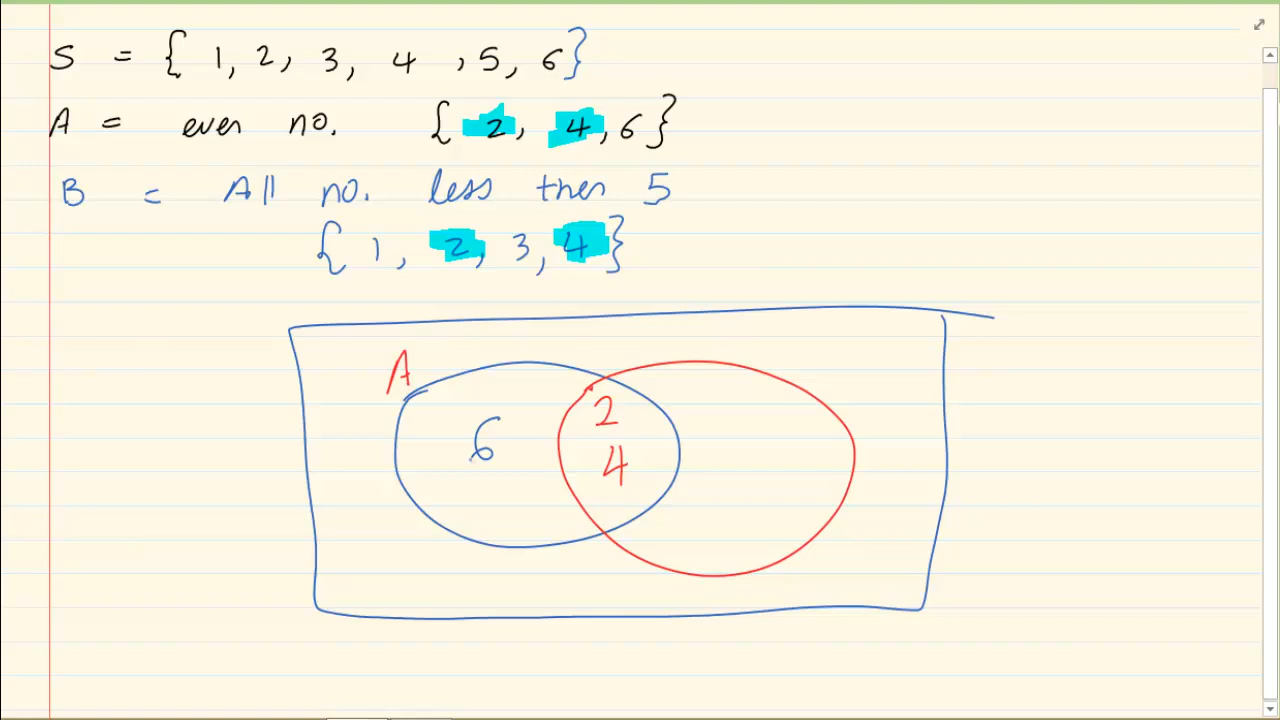 S = { 1, 2, 3, 4 , 5, 6}
A = even no. { 2, 4, 6}
B = All no. less then 5
{ 1, 2, 3, 4 }
A
6
2
4